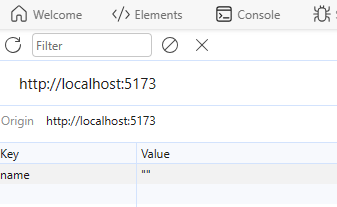 Welcome </> Elements Console
Filter
http://localhost:5173
Origin http://localhost:5173
Key Value
name ""